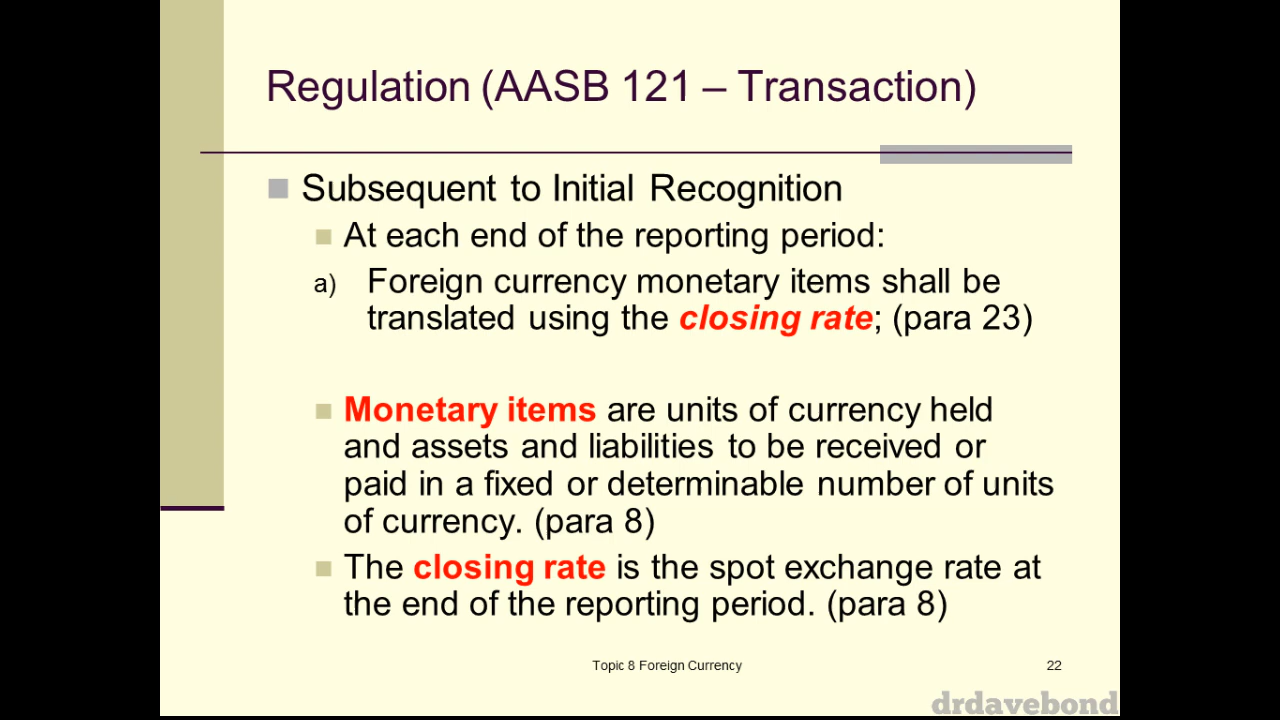 Regulation (AASB 121 – Transaction)
Subsequent to Initial Recognition
At each end of the reporting period:
a) Foreign currency monetary items shall be
translated using the closing rate; (para 23)
Monetary items are units of currency held
and assets and liabilities to be received or
paid in a fixed or determinable number of units
of currency. (para 8)
The closing rate is the spot exchange rate at
the end of the reporting period. (para 8)
Topic 8 Foreign Currency 22
drdavebond